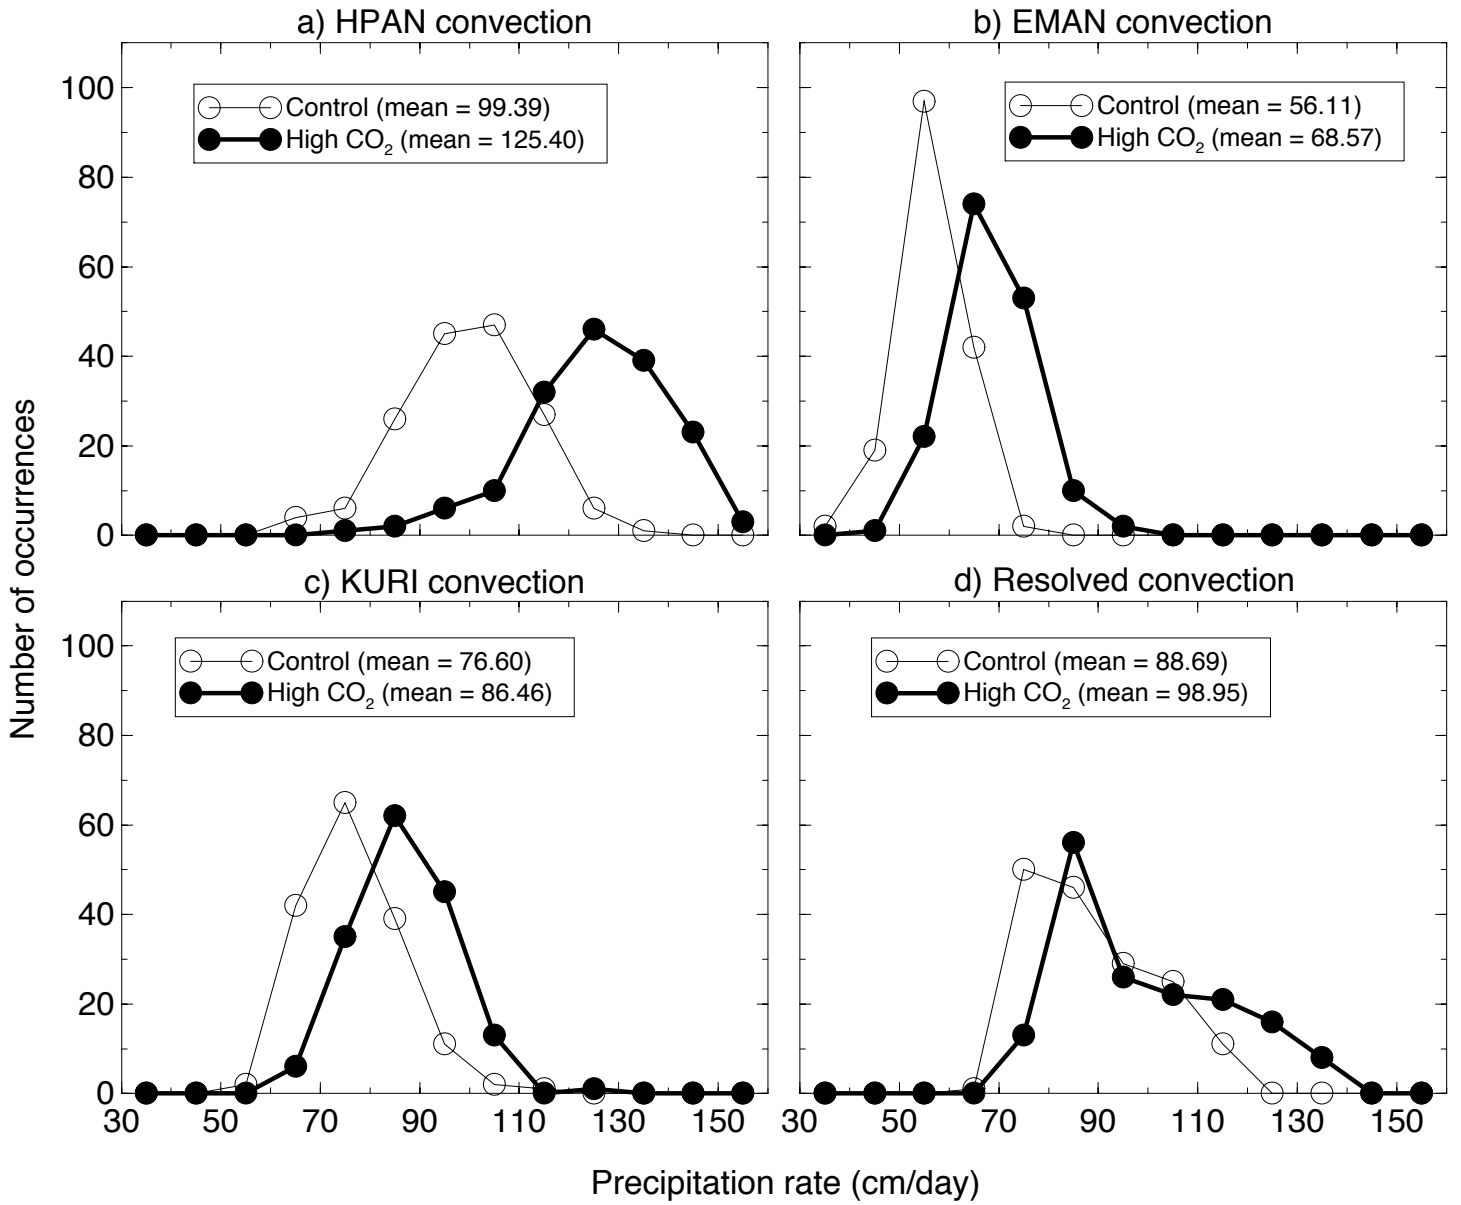 a) HPAN convection
b) EMAN convection
100
80
60
40
20
0
Control (mean = 99.39)
High CO2 (mean = 125.40)
Control (mean = 56.11)
High CO2 (mean = 68.57)
c) KURI convection
d) Resolved convection
100
80
60
40
20
0
Control (mean = 76.60)
High CO2 (mean = 86.46)
Control (mean = 88.69)
High CO2 (mean = 98.95)
30 50 70 90 110 130 150
30 50 70 90 110 130 150
Number of occurrences
Precipitation rate (cm/day)